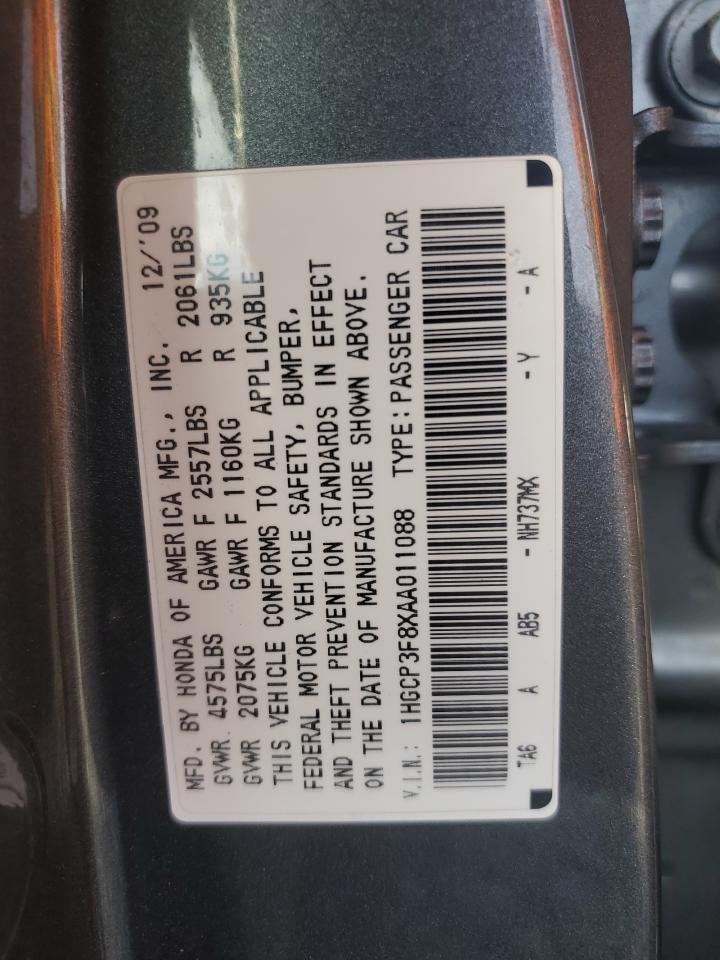 MFD. BY HONDA OF AMERICA MFG., INC. 12/'09
GVWR 4575LBS GAWR F 2557LBS R 2061LBS
GVWR 2075KG GAWR F 1160KG R 935KG
THIS VEHICLE CONFORMS TO ALL APPLICABLE
FEDERAL MOTOR VEHICLE SAFETY, BUMPER,
AND THEFT PREVENTION STANDARDS IN EFFECT
ON THE DATE OF MANUFACTURE SHOWN ABOVE.
V.I.N.: 1HGCP3F8XAA011088 TYPE:PASSENGER CAR
TA6 A AB5 - NH737MX - Y - A